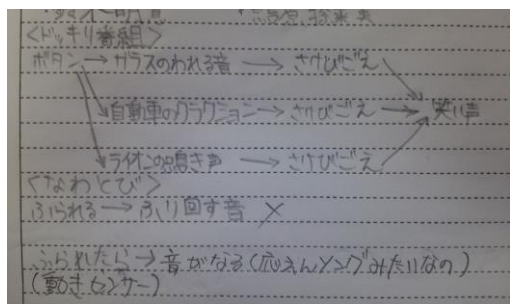 <ドッキリ番組>
ボタン→ガラスのわれる音→さけびごえ
自動車のクラクション→さけびごえ→笑い声
ライオンの鳴き声→さけびごえ
<なわとび>
ふられる→ふり回す音 ×
ふられたら→音がなる(応えんソングみたいなの)
(動きセンサー)